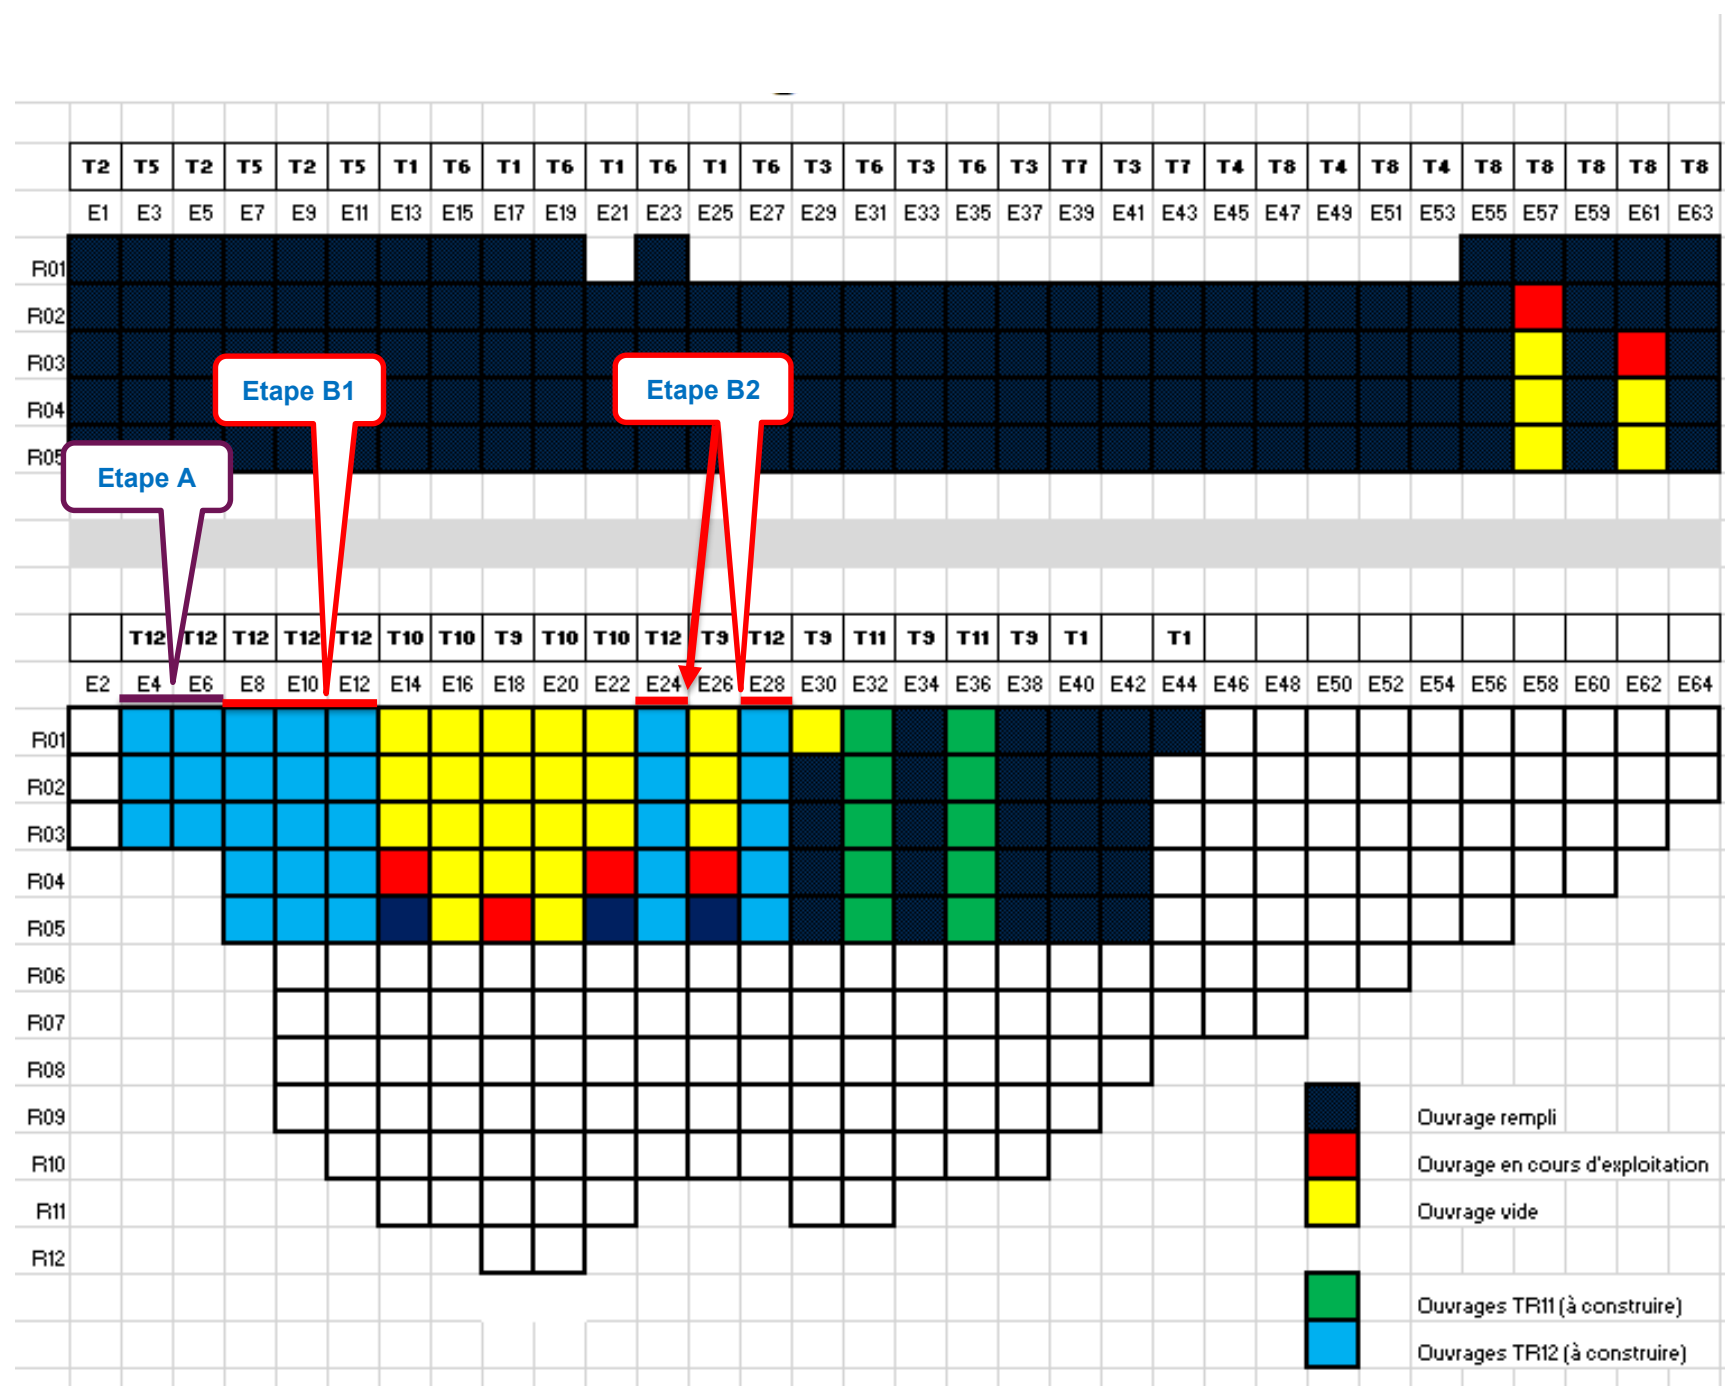 T2 T5 T2 T5 T2 T5 T1 T6 T1 T6 T1 T6 T1 T6 T3 T6 T3 T6 T3 T7 T3 T7 T4 T8 T4 T8 T4 T8 T8 T8 T8 T8
E1 E3 E5 E7 E9 E11 E13 E15 E17 E19 E21 E23 E25 E27 E29 E31 E33 E35 E37 E39 E41 E43 E45 E47 E49 E51 E53 E55 E57 E59 E61 E63
R01
R02
R03
Etape B1
Etape B2
R04
R05
Etape A
T12 T12 T12 T12 T12 T10 T10 T9 T10 T10 T12 T9 T12 T9 T11 T9 T11 T9 T1 T1
E2 E4 E6 E8 E10 E12 E14 E16 E18 E20 E22 E24 E26 E28 E30 E32 E34 E36 E38 E40 E42 E44 E46 E48 E50 E52 E54 E56 E58 E60 E62 E64
R01
R02
R03
R04
R05
R06
R07
R08
R09
Ouvrage rempli
R10
Ouvrage en cours d'exploitation
R11
Ouvrage vide
R12
Ouvrages TR11 (à construire)
Ouvrages TR12 (à construire)